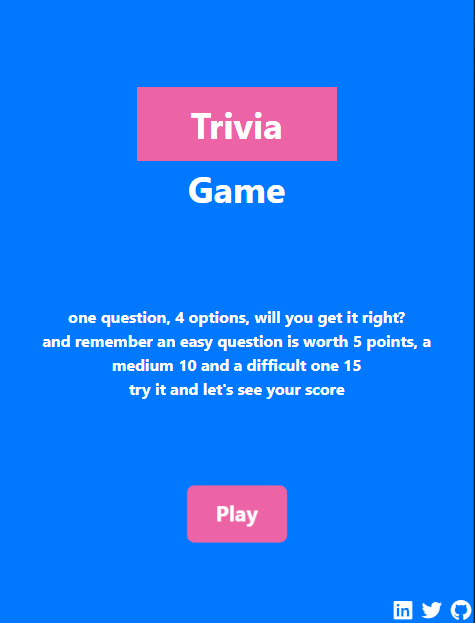 Trivia
Game
one question, 4 options, will you get it right?
and remember an easy question is worth 5 points, a
medium 10 and a difficult one 15
try it and let's see your score
Play
in